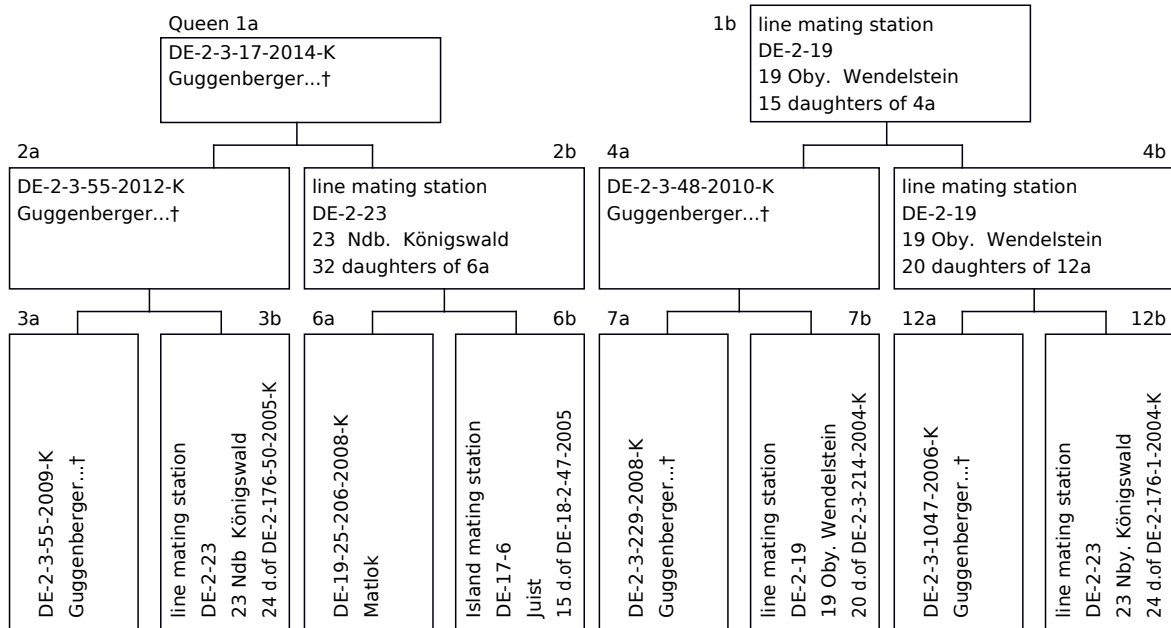 Queen 1a
DE-2-3-17-2014-K
Guggenberger...†
1b
line mating station
DE-2-19
19 Oby. Wendelstein
15 daughters of 4a
2a
DE-2-3-55-2012-K
Guggenberger...†
2b
line mating station
DE-2-23
23 Ndb. Königswald
32 daughters of 6a
4a
DE-2-3-48-2010-K
Guggenberger...†
4b
line mating station
DE-2-19
19 Oby. Wendelstein
20 daughters of 12a
3a
DE-2-3-55-2009-K
Guggenberger...†
3b
line mating station
DE-2-23
23 Ndb Königswald
24 d.of DE-2-176-50-2005-K
6a
DE-19-25-206-2008-K
Matlok
6b
Island mating station
DE-17-6
Juist
15 d.of DE-18-2-47-2005
7a
DE-2-3-229-2008-K
Guggenberger...†
7b
line mating station
DE-2-19
19 Oby. Wendelstein
20 d.of DE-2-3-214-2004-K
12a
DE-2-3-1047-2006-K
Guggenberger...†
12b
line mating station
DE-2-23
23 Nby. Königswald
24 d.of DE-2-176-1-2004-K